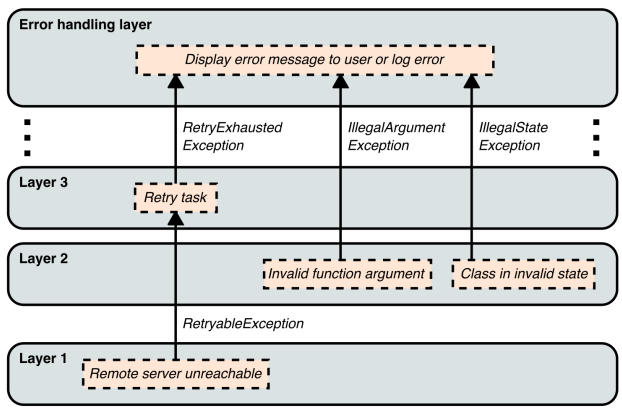 Error handling layer
Display error message to user or log error
RetryExhausted
Exception
IllegalArgument
Exception
IllegalState
Exception
Layer 3
Retry task
Layer 2
Invalid function argument
Class in invalid state
RetryableException
Layer 1
Remote server unreachable